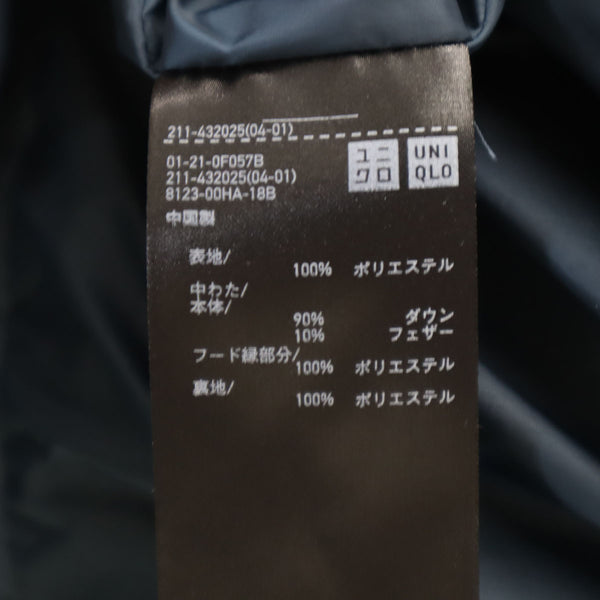 211-432025(04-01)
01-21-0F057B
211-432025(04-01)
8123-00HA-18B
中国製
ユニ
クロ
UNI
QLO
表地/
100% ポリエステル
中わた/
本体/
90% ダウン
10% フェザー
フード縁部分/
100% ポリエステル
裏地/
100% ポリエステル